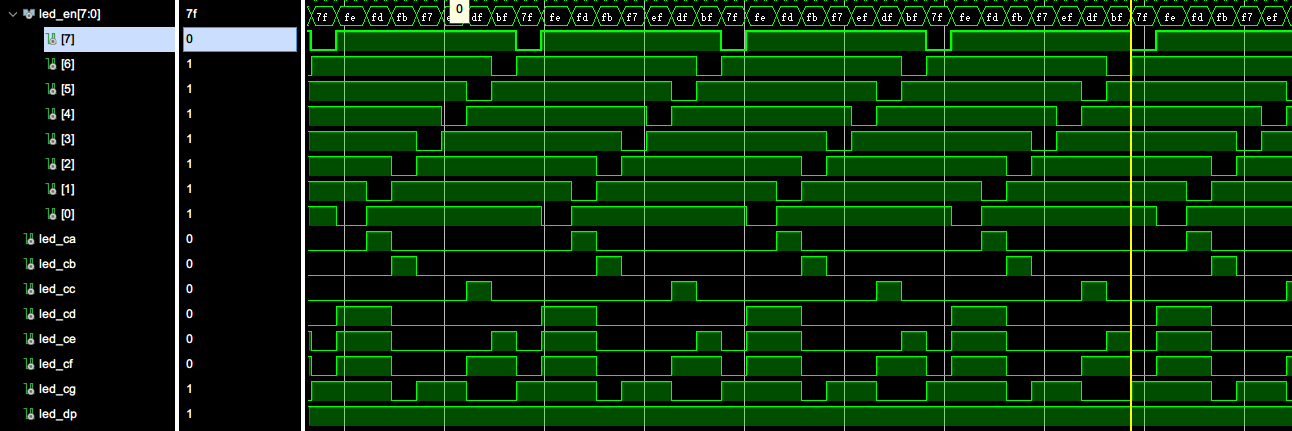 led_en[7:0] 7f 7f fe fd fb f7 0 df bf 7f fe fd fb f7 ef df bf 7f fe fd fb f7 ef df bf 7f fe fd fb f7 ef df bf 7f fe fd fb f7 ef
[7] 0
[6] 1
[5] 1
[4] 1
[3] 1
[2] 1
[1] 1
[0] 1
led_ca 0
led_cb 0
led_cc 0
led_cd 0
led_ce 0
led_cf 0
led_cg 1
led_dp 1